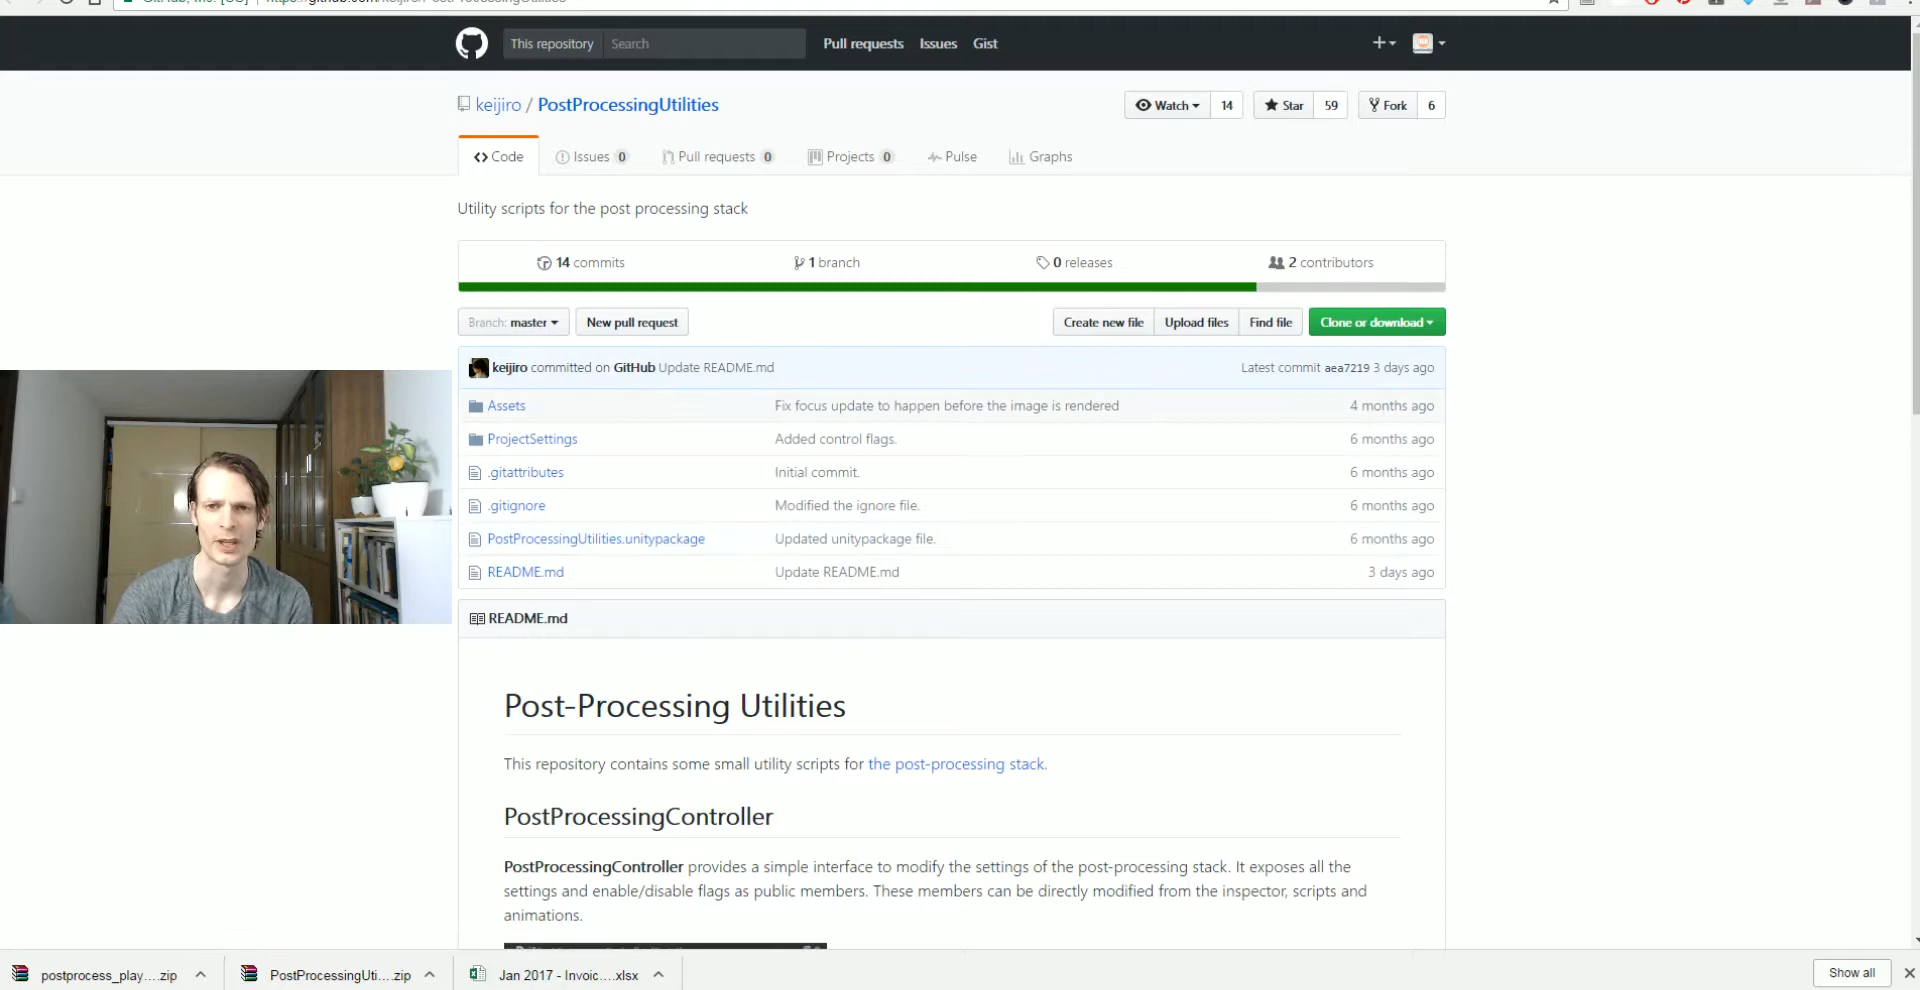 This repository Search Pull requests Issues Gist
keijiro / PostProcessingUtilities Watch 14 Star 59 Fork 6
Code Issues 0 Pull requests 0 Projects 0 Pulse Graphs
Utility scripts for the post processing stack
14 commits 1 branch 0 releases 2 contributors
Branch: master New pull request Create new file Upload files Find file Clone or download
keijiro committed on GitHub Update README.md Latest commit aea7219 3 days ago
Assets Fix focus update to happen before the image is rendered 4 months ago
ProjectSettings Added control flags. 6 months ago
.gitattributes Initial commit. 6 months ago
.gitignore Modified the ignore file. 6 months ago
PostProcessingUtilities.unitypackage Updated unitypackage file. 6 months ago
README.md Update README.md 3 days ago
README.md
Post-Processing Utilities
This repository contains some small utility scripts for the post-processing stack.
PostProcessingController
PostProcessingController provides a simple interface to modify the settings of the post-processing stack. It exposes all the
settings and enable/disable flags as public members. These members can be directly modified from the inspector, scripts and
animations.
postprocess_play....zip PostProcessingUti....zip Jan 2017 - Invoic....xlsx Show all